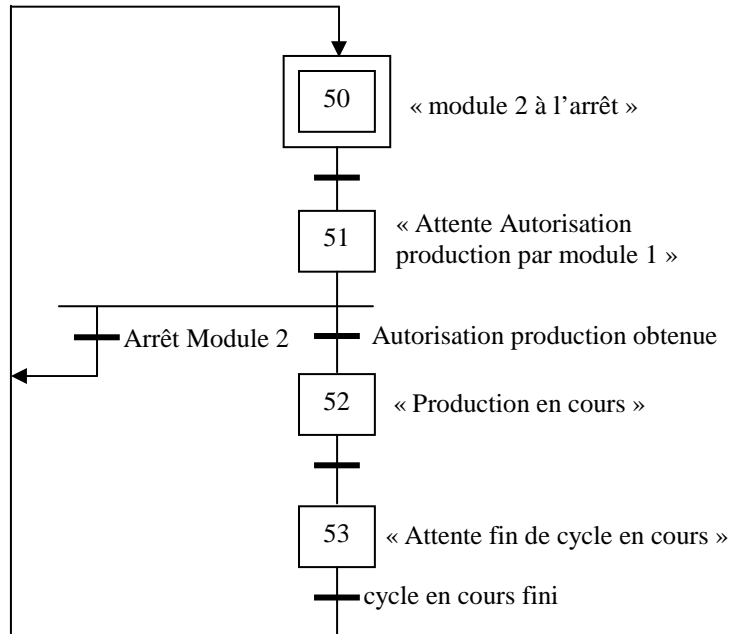 50
« module 2 à l’arrêt »
51
« Attente Autorisation
production par module 1 »
Arrêt Module 2
Autorisation production obtenue
52
« Production en cours »
53
« Attente fin de cycle en cours »
cycle en cours fini